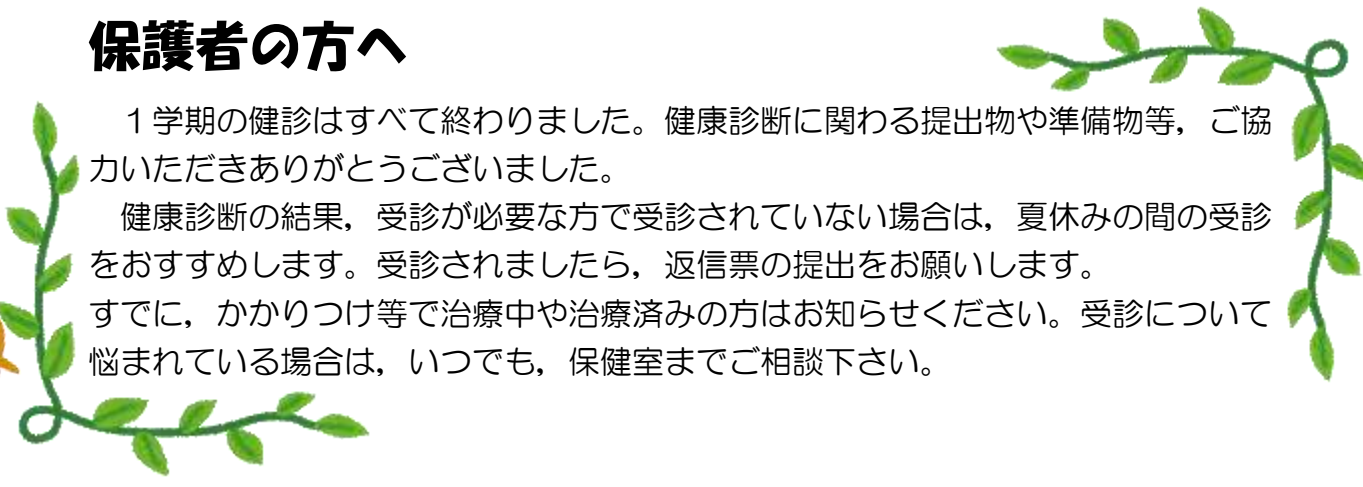 保護者の方へ
　１学期の健診はすべて終わりました。健康診断に関わる提出物や準備物等，ご協
力いただきありがとうございました。
　健康診断の結果，受診が必要な方で受診されていない場合は，夏休みの間の受診
をおすすめします。受診されましたら，返信票の提出をお願いします。
すでに，かかりつけ等で治療中や治療済みの方はお知らせください。受診について
悩まれている場合は，いつでも，保健室までご相談下さい。